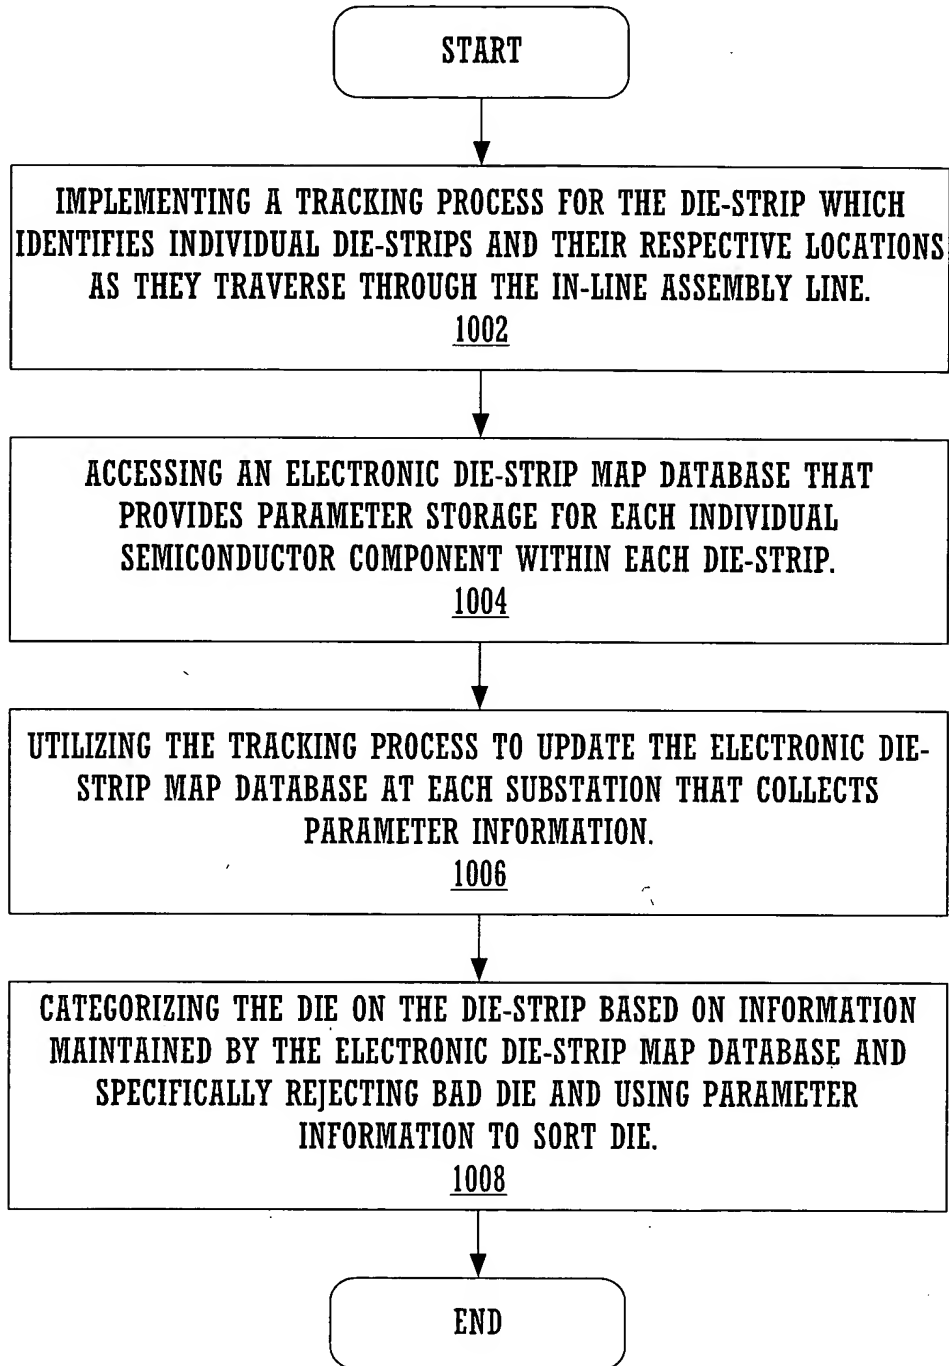 START
IMPLEMENTING A TRACKING PROCESS FOR THE DIE-STRIP WHICH
IDENTIFIES INDIVIDUAL DIE-STRIPS AND THEIR RESPECTIVE LOCATIONS
AS THEY TRAVERSE THROUGH THE IN-LINE ASSEMBLY LINE.
1002
ACCESSING AN ELECTRONIC DIE-STRIP MAP DATABASE THAT
PROVIDES PARAMETER STORAGE FOR EACH INDIVIDUAL
SEMICONDUCTOR COMPONENT WITHIN EACH DIE-STRIP.
1004
UTILIZING THE TRACKING PROCESS TO UPDATE THE ELECTRONIC DIE-
STRIP MAP DATABASE AT EACH SUBSTATION THAT COLLECTS
PARAMETER INFORMATION.
1006
CATEGORIZING THE DIE ON THE DIE-STRIP BASED ON INFORMATION
MAINTAINED BY THE ELECTRONIC DIE-STRIP MAP DATABASE AND
SPECIFICALLY REJECTING BAD DIE AND USING PARAMETER
INFORMATION TO SORT DIE.
1008
END